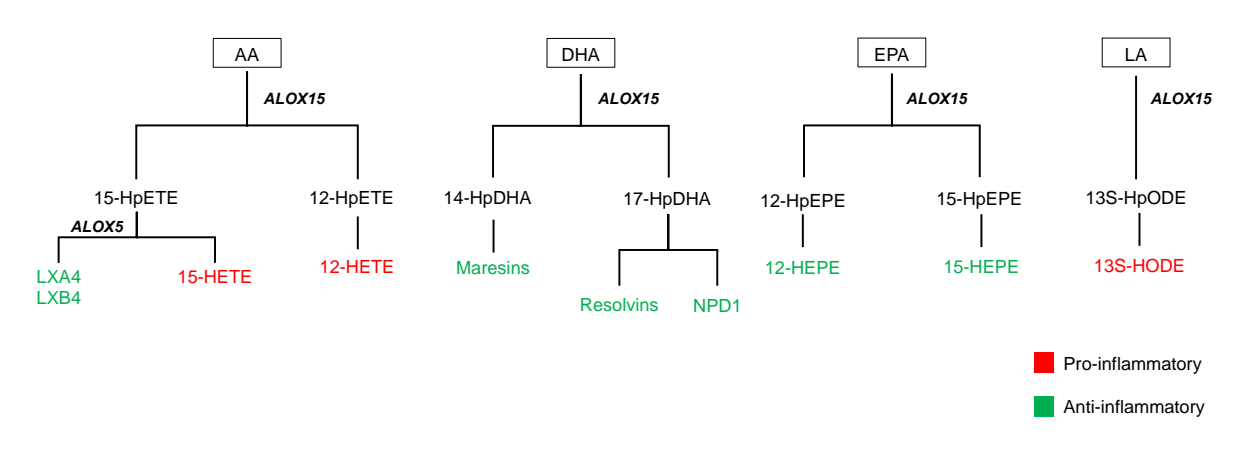 AA
DHA
EPA
LA
ALOX15
ALOX15
ALOX15
ALOX15
15-HpETE
12-HpETE
14-HpDHA
17-HpDHA
12-HpEPE
15-HpEPE
13S-HpODE
ALOX5
LXA4
LXB4
15-HETE
12-HETE
Maresins
Resolvins
NPD1
12-HEPE
15-HEPE
13S-HODE
Pro-inflammatory
Anti-inflammatory